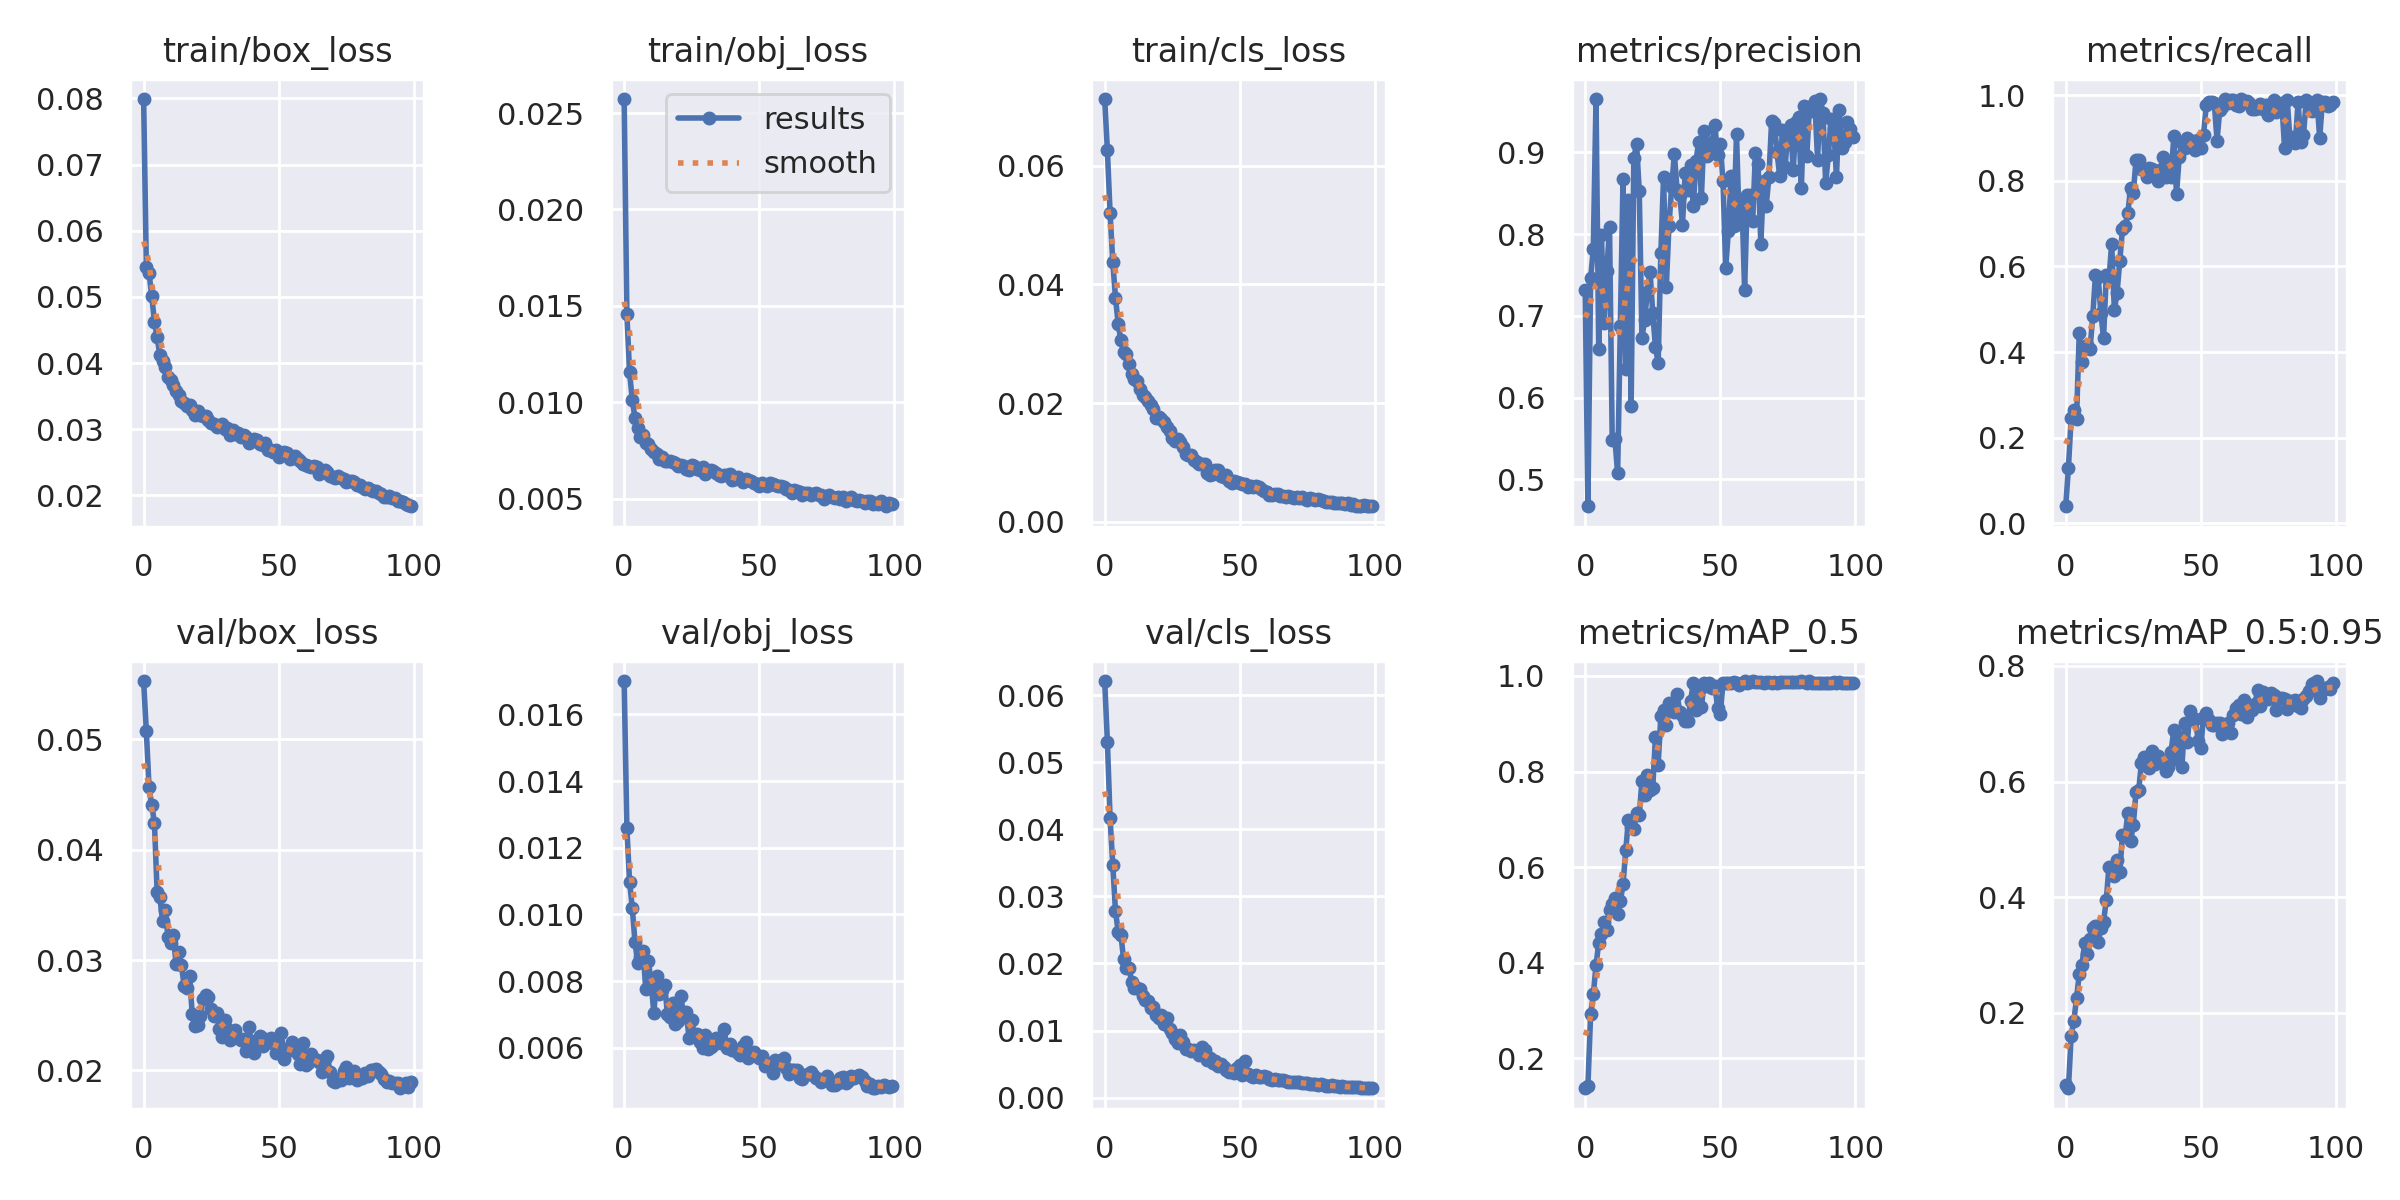 train/box_loss
0.08
0.07
0.06
0.05
0.04
0.03
0.02
0 50 100
train/obj_loss
results
smooth
0.025
0.020
0.015
0.010
0.005
0 50 100
train/cls_loss
0.06
0.04
0.02
0.00
0 50 100
metrics/precision
0.9
0.8
0.7
0.6
0.5
0 50 100
metrics/recall
1.0
0.8
0.6
0.4
0.2
0.0
0 50 100
val/box_loss
0.05
0.04
0.03
0.02
0 50 100
val/obj_loss
0.016
0.014
0.012
0.010
0.008
0.006
0 50 100
val/cls_loss
0.06
0.05
0.04
0.03
0.02
0.01
0.00
0 50 100
metrics/mAP_0.5
1.0
0.8
0.6
0.4
0.2
0 50 100
metrics/mAP_0.5:0.95
0.8
0.6
0.4
0.2
0 50 100